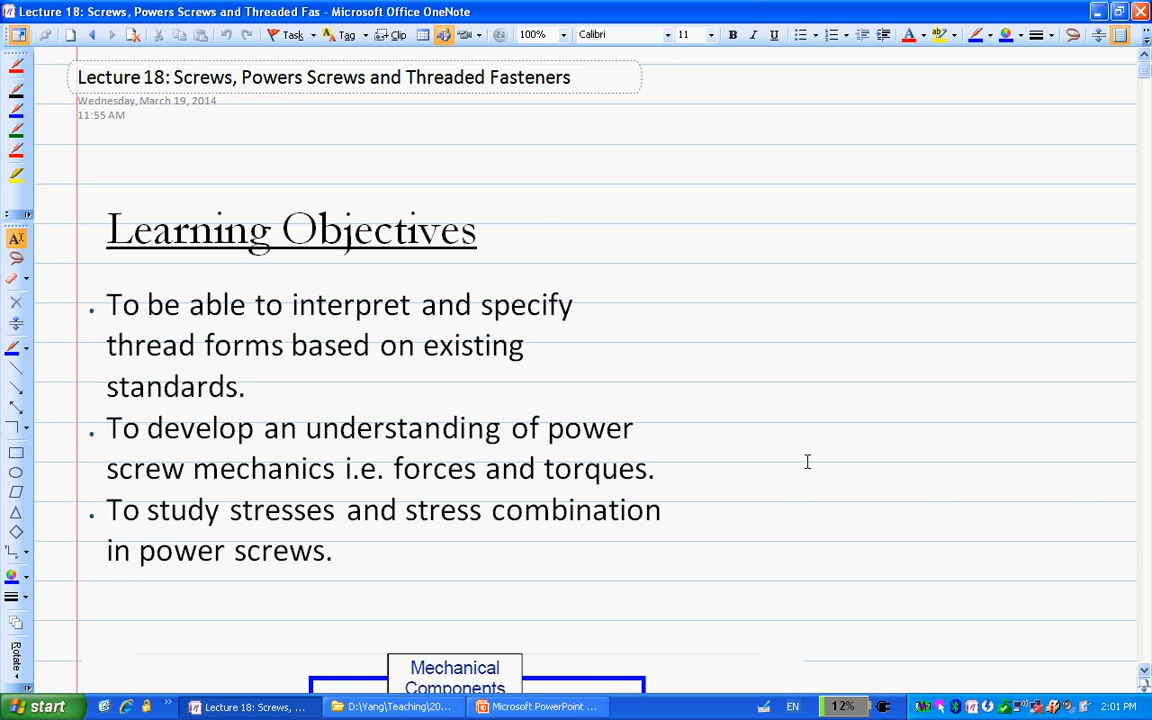 Lecture 18: Screws, Powers Screws and Threaded Fas - Microsoft Office OneNote
Task Tag Clip 100% Calibri 11 B I U
Lecture 18: Screws, Powers Screws and Threaded Fasteners
Wednesday, March 19, 2014
11:55 AM
Learning Objectives
• To be able to interpret and specify
thread forms based on existing
standards.
• To develop an understanding of power
screw mechanics i.e. forces and torques.
• To study stresses and stress combination
in power screws.
Mechanical
Components
Rotate
start Lecture 18: Screws, ... D:\Yang\Teaching\20... Microsoft PowerPoint ... EN 12% 2:01 PM